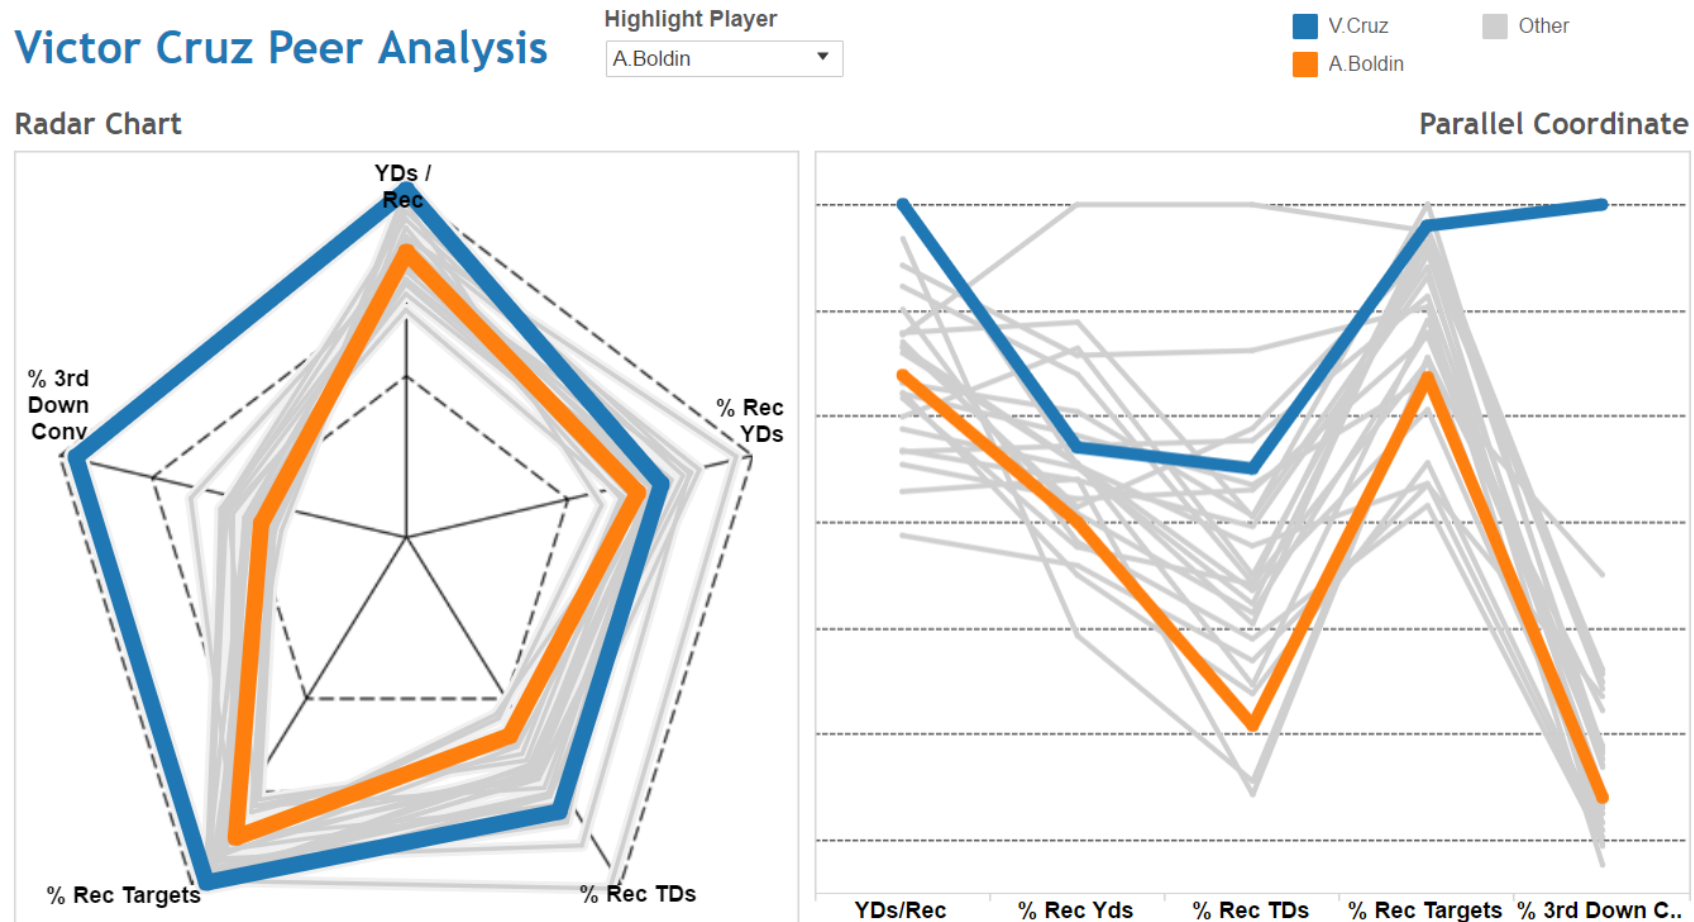 Victor Cruz Peer Analysis
Highlight Player
A.Boldin
V.Cruz
Other
A.Boldin
Radar Chart
Parallel Coordinate
YDs /
Rec
% 3rd
Down
Conv
% Rec
YDs
% Rec Targets
% Rec TDs
YDs/Rec
% Rec Yds
% Rec TDs
% Rec Targets
% 3rd Down C..